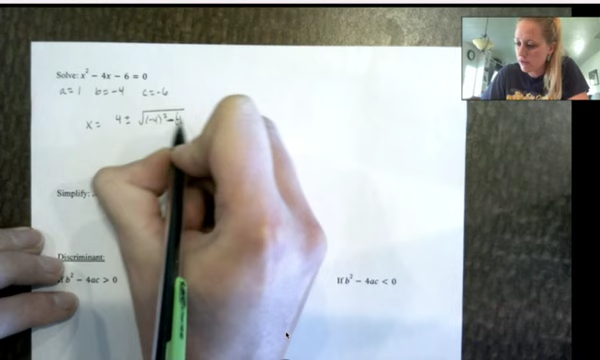 Solve: x² − 4x − 6 = 0
a=1 b=-4 c=-6
x= 4 ± √(-4)²-4
Simplify:
Discriminant:
If b² − 4ac > 0
If b² − 4ac < 0